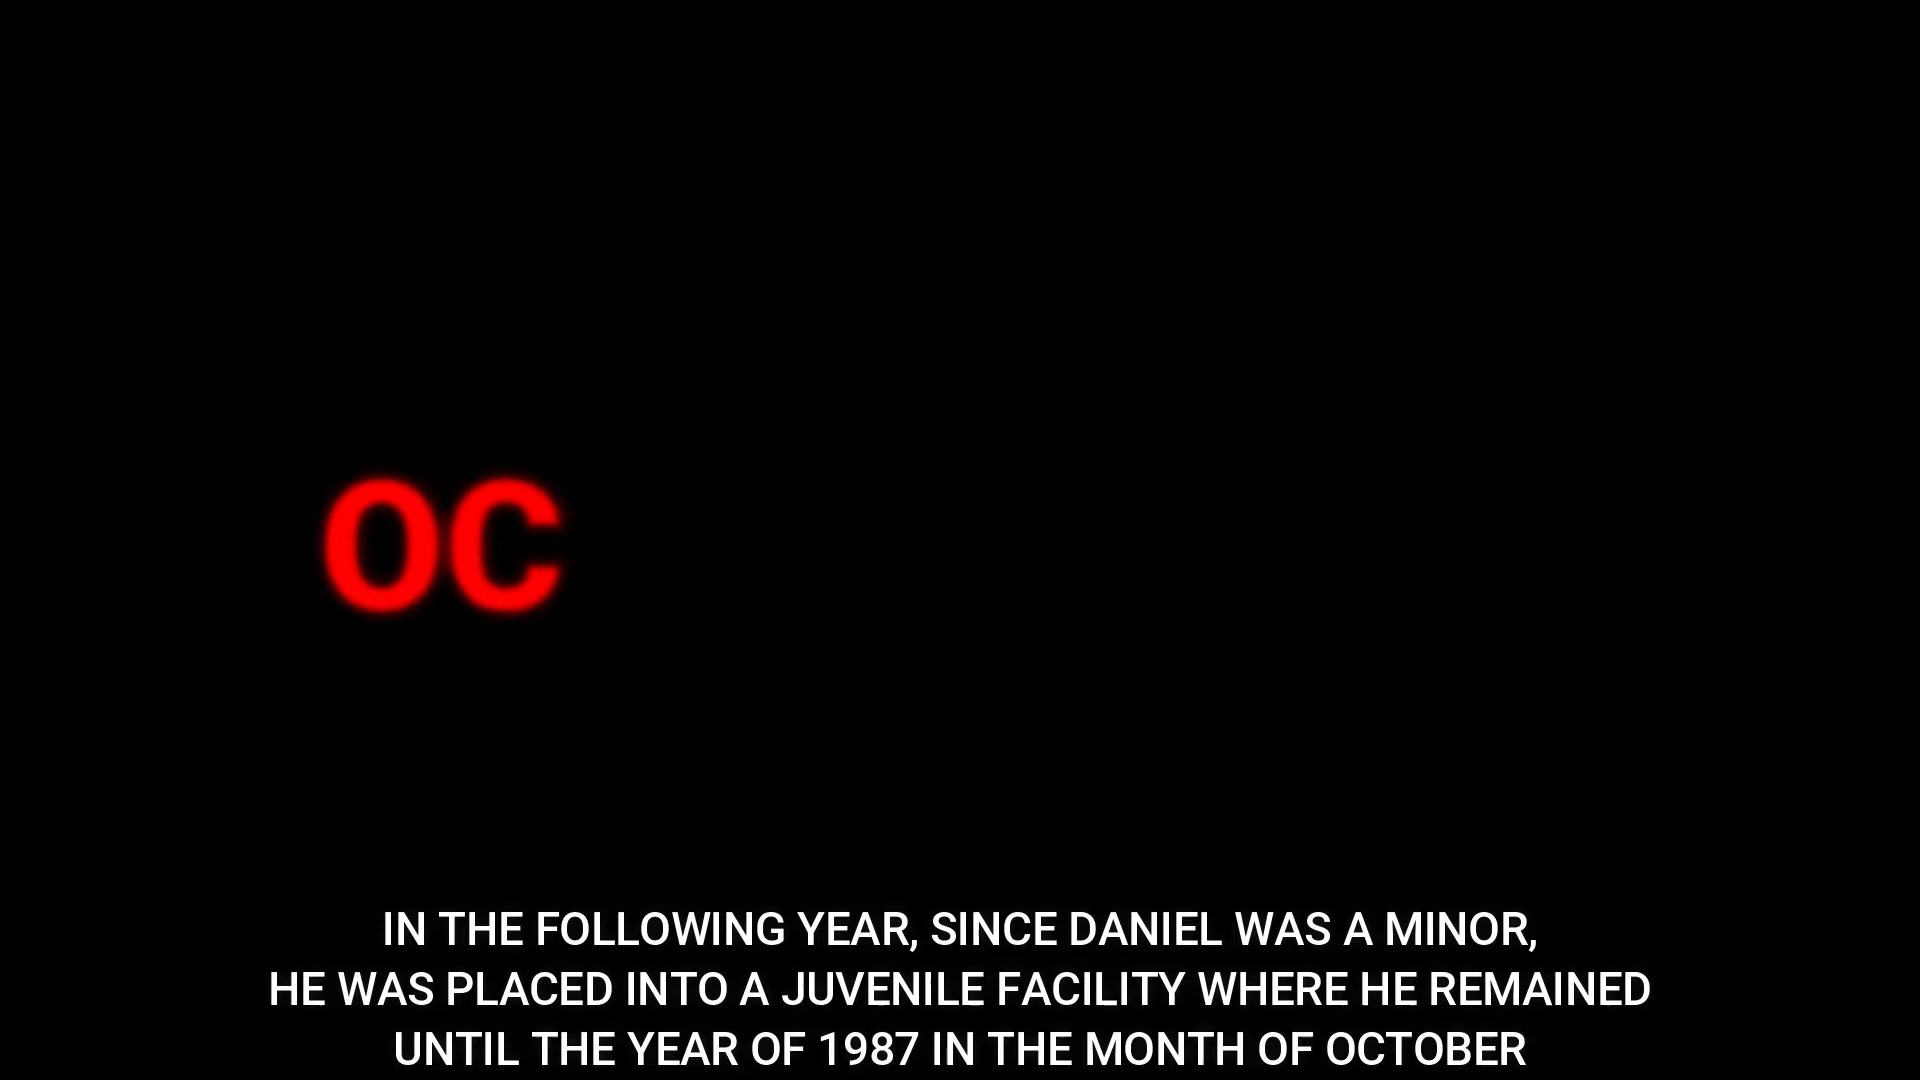 OC
IN THE FOLLOWING YEAR, SINCE DANIEL WAS A MINOR,
HE WAS PLACED INTO A JUVENILE FACILITY WHERE HE REMAINED
UNTIL THE YEAR OF 1987 IN THE MONTH OF OCTOBER